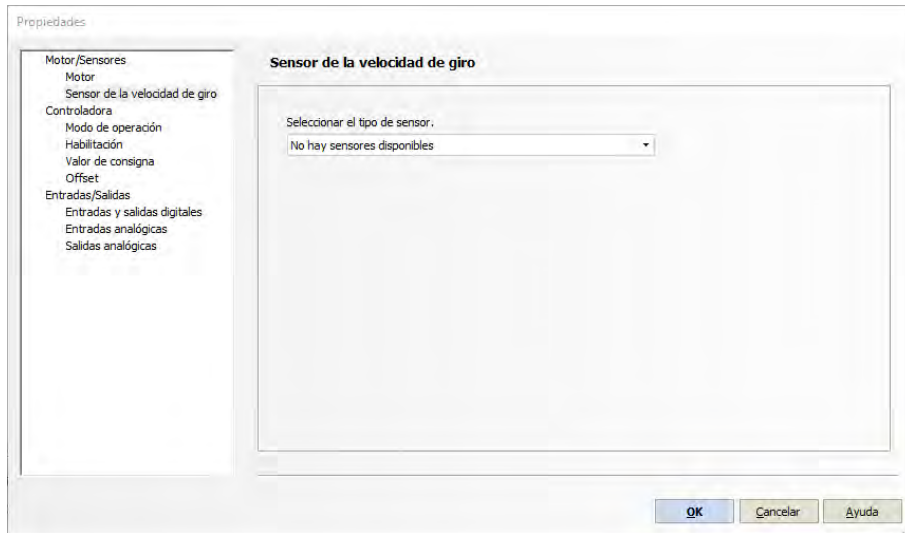 Propiedades
Motor/Sensores
Motor
Sensor de la velocidad de giro
Controladora
Modo de operación
Habilitación
Valor de consigna
Offset
Entradas/Salidas
Entradas y salidas digitales
Entradas analógicas
Salidas analógicas
Sensor de la velocidad de giro
Seleccionar el tipo de sensor.
No hay sensores disponibles
OK
Cancelar
Ayuda